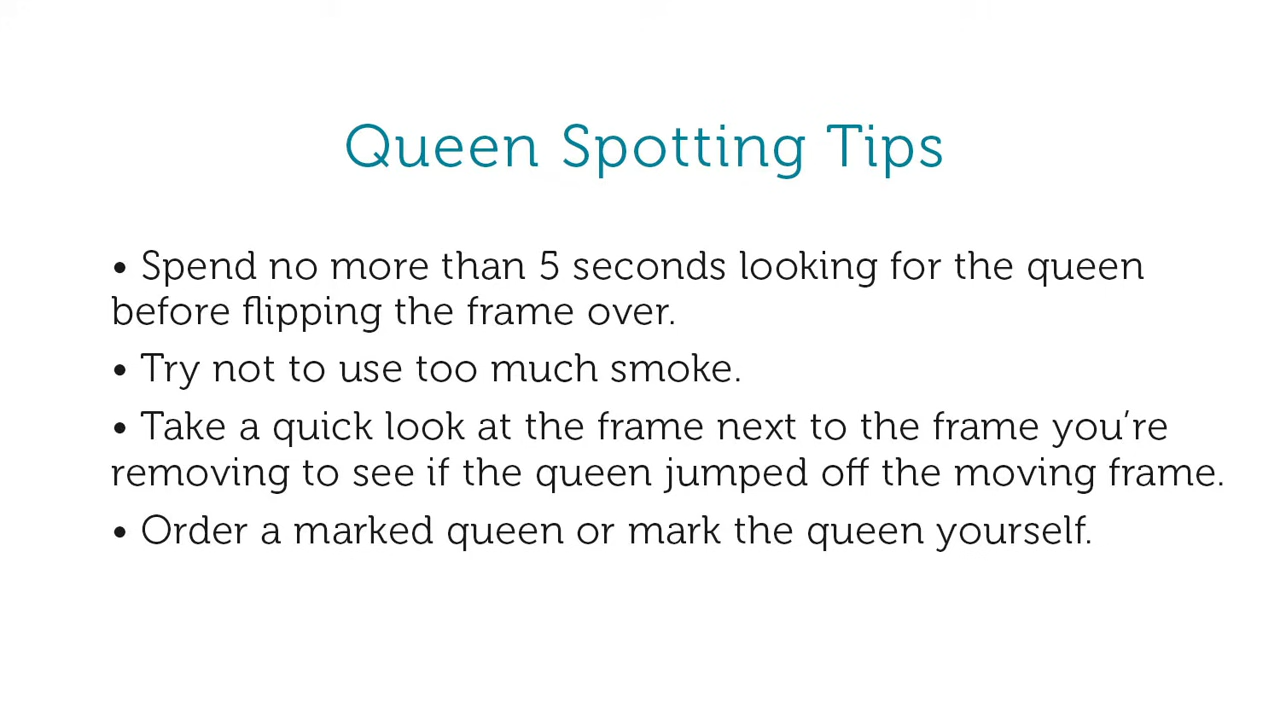 Queen Spotting Tips
• Spend no more than 5 seconds looking for the queen
before flipping the frame over.
• Try not to use too much smoke.
• Take a quick look at the frame next to the frame you’re
removing to see if the queen jumped off the moving frame.
• Order a marked queen or mark the queen yourself.